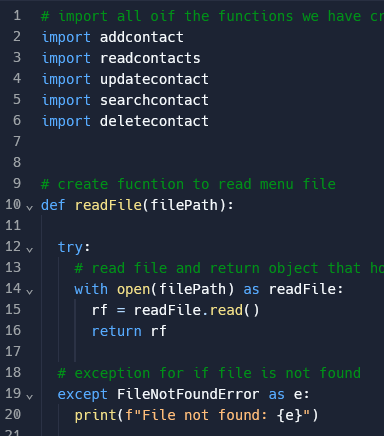 1 # import all oif the functions we have
2 import addcontact
3 import readcontacts
4 import updatecontact
5 import searchcontact
6 import deletecontact
7
8
9 # create fucntion to read menu file
10 def readFile(filePath):
11
12 try:
13 # read file and return object that
14 with open(filePath) as readFile:
15 rf = readFile.read()
16 return rf
17
18 # exception for if file is not found
19 except FileNotFoundError as e:
20 print(f"File not found: {e}")
21